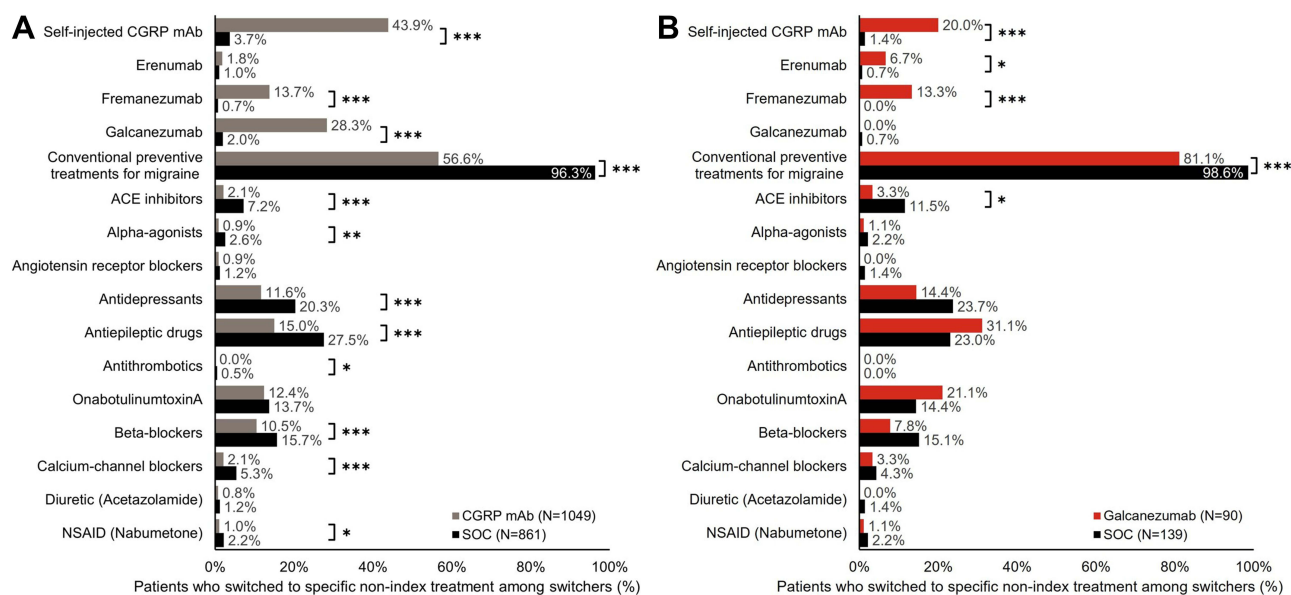 A
Self-injected CGRP mAb
43.9%
3.7%
***
Erenumab
1.8%
1.0%
Fremanezumab
13.7%
0.7%
***
Galcanezumab
28.3%
2.0%
***
Conventional preventive
treatments for migraine
56.6%
96.3%
***
ACE inhibitors
2.1%
7.2%
***
Alpha-agonists
0.9%
2.6%
**
Angiotensin receptor blockers
0.9%
1.2%
Antidepressants
11.6%
20.3%
***
Antiepileptic drugs
15.0%
27.5%
***
Antithrombotics
0.0%
0.5%
*
OnabotulinumtoxinA
12.4%
13.7%
Beta-blockers
10.5%
15.7%
***
Calcium-channel blockers
2.1%
5.3%
***
Diuretic (Acetazolamide)
0.8%
1.2%
NSAID (Nabumetone)
1.0%
2.2%
*
CGRP mAb (N=1049)
SOC (N=861)
0% 20% 40% 60% 80% 100%
Patients who switched to specific non-index treatment among switchers (%)
B
Self-injected CGRP mAb
20.0%
1.4%
***
Erenumab
6.7%
0.7%
*
Fremanezumab
13.3%
0.0%
***
Galcanezumab
0.0%
0.7%
Conventional preventive
treatments for migraine
81.1%
98.6%
***
ACE inhibitors
3.3%
11.5%
*
Alpha-agonists
1.1%
2.2%
Angiotensin receptor blockers
0.0%
1.4%
Antidepressants
14.4%
23.7%
Antiepileptic drugs
31.1%
23.0%
Antithrombotics
0.0%
0.0%
OnabotulinumtoxinA
21.1%
14.4%
Beta-blockers
7.8%
15.1%
Calcium-channel blockers
3.3%
4.3%
Diuretic (Acetazolamide)
0.0%
1.4%
NSAID (Nabumetone)
1.1%
2.2%
Galcanezumab (N=90)
SOC (N=139)
0% 20% 40% 60% 80% 100%
Patients who switched to specific non-index treatment among switchers (%)